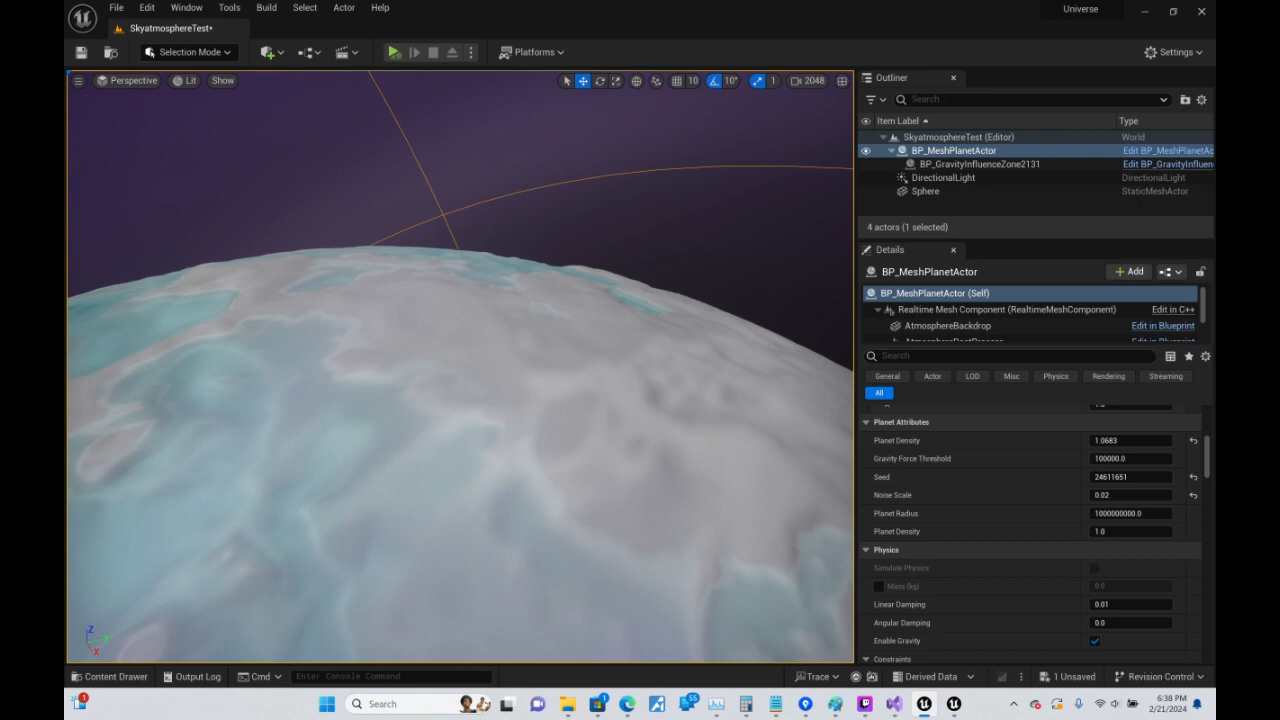 File Edit Window Tools Build Select Actor Help
Universe
SkyatmosphereTest*
Selection Mode
Platforms
Settings
Perspective
Lit
Show
10
10°
1
2048
Outliner
Search...
Item Label
Type
SkyatmosphereTest (Editor)
World
BP_MeshPlanetActor
Edit BP_MeshPlanetAc
BP_GravityInfluenceZone2131
Edit BP_GravityInfluen
DirectionalLight
DirectionalLight
Sphere
StaticMeshActor
4 actors (1 selected)
Details
BP_MeshPlanetActor
Add
BP_MeshPlanetActor (Self)
Realtime Mesh Component (RealtimeMeshComponent)
Edit in C++
AtmosphereBackdrop
Edit in Blueprint
Search
General
Actor
LOD
Misc
Physics
Rendering
Streaming
All
Planet Attributes
Planet Density
1.0683
Gravity Force Threshold
100000.0
Seed
24611651
Noise Scale
0.02
Planet Radius
1000000000.0
Planet Density
1.0
Physics
Simulate Physics
Mass (kg)
0.0
Linear Damping
0.01
Angular Damping
0.0
Enable Gravity
Constraints
Z
Y
X
Content Drawer
Output Log
Cmd
Enter Console Command
Trace
Derived Data
1 Unsaved
Revision Control
1
Search
1
55
6:38 PM
2/21/2024